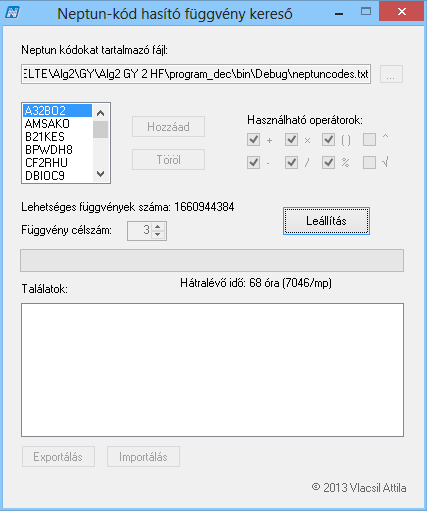 Neptun-kód hasító függvény kereső
Neptun kódokat tartalmazó fájl:
ELTE\Alg2\GY\Alg2 GY 2 HF\program_dec\bin\Debug\neptuncodes.txt ...
A32BO2
AMSAKO
B21KES
BPWDH8
CF2RHU
DBIOC9
Hozzáad
Töröl
Használható operátorok:
+ × ( ) ^
- / % √
Lehetséges függvények száma: 1660944384
Függvény célszám: 3
Leállítás
Hátralévő idő: 68 óra (7046/mp)
Találatok:
Exportálás Importálás
© 2013 Vlacsil Attila